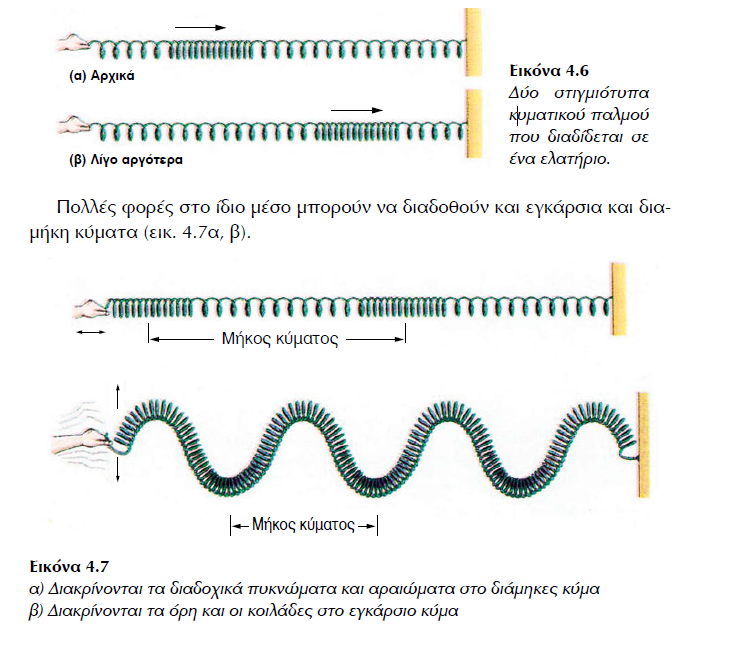 (α) Αρχικά
(β) Λίγο αργότερα
Εικόνα 4.6
Δύο στιγμιότυπα
κυματικού παλμού
που διαδίδεται σε
ένα ελατήριο.
Πολλές φορές στο ίδιο μέσο μπορούν να διαδοθούν και εγκάρσια και δια-
μήκη κύματα (εικ. 4.7α, β).
Μήκος κύματος
Μήκος κύματος
Εικόνα 4.7
α) Διακρίνονται τα διαδοχικά πυκνώματα και αραιώματα στο διάμηκες κύμα
β) Διακρίνονται τα όρη και οι κοιλάδες στο εγκάρσιο κύμα